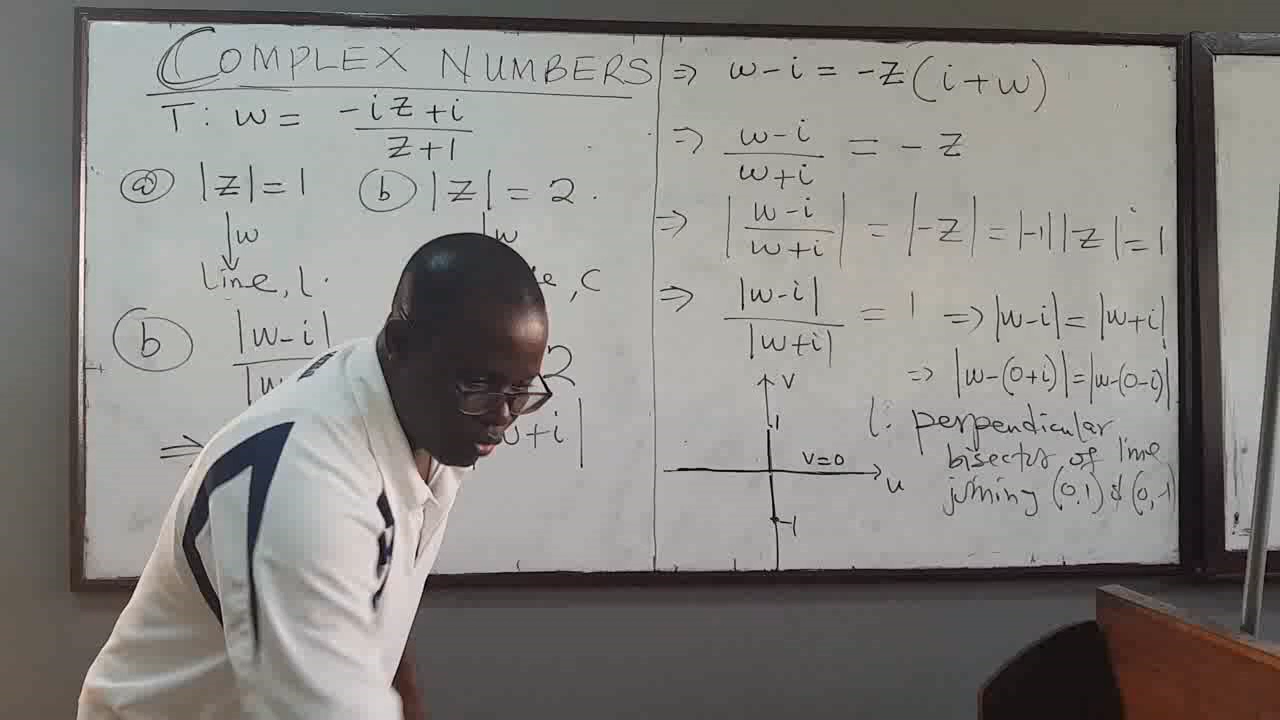 COMPLEX NUMBERS
T: w = (-iz+i)/(z+1)
ⓐ |z|=1 ⓑ |z|=2.
w w
line, l. , C
ⓑ |w-i| 2
⇒ w+i|
⇒ w-i = -z(i+w)
⇒ (w-i)/(w+i) = -z
⇒ |(w-i)/(w+i)| = |-z| = |-1||z| = 1
⇒ |w-i|/|w+i| = 1 ⇒ |w-i| = |w+i|
⇒ |w-(0+i)|=|w-(0-i)|
v
1
v=0
u
-1
l: perpendicular
bisector of line
joining (0,1) & (0,-1)